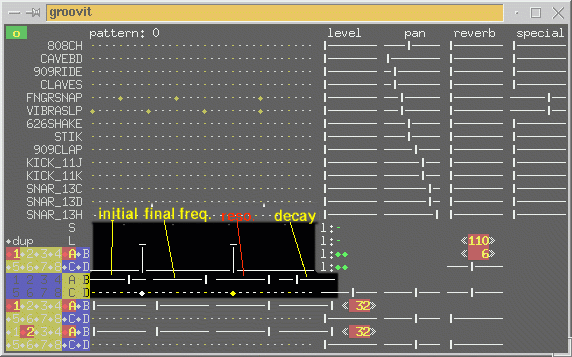 groovit
o pattern: 0 level pan reverb special
808CH
CAVEBD
909RIDE
CLAVES
FNGRSNAP
VIBRASLP
626SHAKE
STIK
909CLAP
KICK_11J
KICK_11K
SNAR_13C
SNAR_13D
SNAR_13H
initial final freq. reso decay
S l:-
dup L l:- 110
1 2 3 4 A B l: 6
5 6 7 8 C D l:
1 2 3 4 A B
5 6 7 8 C D
1 2 3 4 A B 32
5 6 7 8 C D
1 2 3 4 A B 32
5 6 7 8 C D